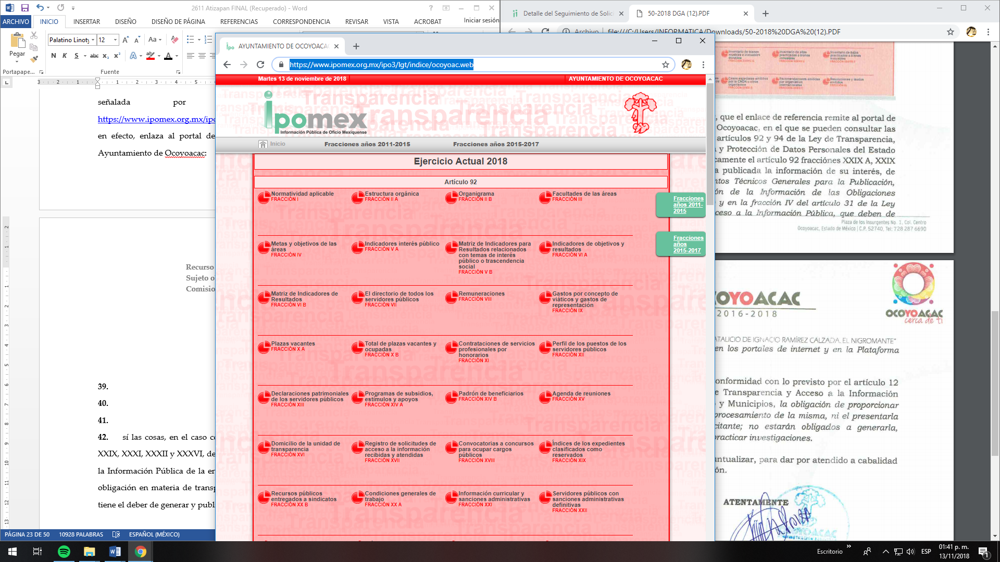 2611 Atizapan FINAL (Recuperado) - Word
ARCHIVO INICIO INSERTAR DISEÑO DISEÑO DE PÁGINA REFERENCIAS CORRESPONDENCIA REVISAR VISTA ACROBAT Iniciar sesión
Pegar
Palatino Linoty 12
N K S abc x₂ x² A ab A
Portapape... Fuente
señalada por
https://www.ipomex.org.mx/ipo
en efecto, enlaza al portal de
Ayuntamiento de Ocoyoacac:
Recurso
Sujeto o
Comisio
39.
40.
41.
42. sí las cosas, en el caso co
XXIX, XXXI, XXXII y XXXVI, de
la Información Pública de la en
obligación en materia de transp
tiene el deber de generar y publ
PÁGINA 23 DE 50 10928 PALABRAS ESPAÑOL (MÉXICO)
AYUNTAMIENTO DE OCOYOACAC
https://www.ipomex.org.mx/ipo3/lgt/indice/ocoyoac.web
Martes 13 de noviembre de 2018
AYUNTAMIENTO DE OCOYOACAC
Transparencia
ipomex
Información Pública de Oficio Mexiquense
Inicio Fracciones años 2011-2015 Fracciones años 2015-2017
Ejercicio Actual 2018
Artículo 92
Normatividad aplicable
FRACCIÓN I
Estructura orgánica
FRACCIÓN II A
Organigrama
FRACCIÓN II B
Facultades de las áreas
FRACCIÓN III
Metas y objetivos de las
áreas
FRACCIÓN IV
Indicadores interés público
FRACCIÓN V A
Matriz de Indicadores para
Resultados relacionados
con temas de interés
público o trascendencia
social
FRACCIÓN V B
Indicadores de objetivos y
resultados
FRACCIÓN VI A
Matriz de Indicadores de
Resultados
FRACCIÓN VI B
El directorio de todos los
servidores públicos
FRACCIÓN VII
Remuneraciones
FRACCIÓN VIII
Gastos por concepto de
viáticos y gastos de
representación
FRACCIÓN IX
Plazas vacantes
FRACCIÓN X A
Total de plazas vacantes y
ocupadas
FRACCIÓN X B
Contrataciones de servicios
profesionales por
honorarios
FRACCIÓN XI
Perfil de los puestos de los
servidores públicos
FRACCIÓN XII
Declaraciones patrimoniales
de los servidores públicos
FRACCIÓN XIII
Programas de subsidios,
estímulos y apoyos
FRACCIÓN XIV A
Padrón de beneficiarios
FRACCIÓN XIV B
Agenda de reuniones
FRACCIÓN XV
Domicilio de la unidad de
transparencia
FRACCIÓN XVI
Registro de solicitudes de
acceso a la información
recibidas y atendidas
FRACCIÓN XVII
Convocatorias a concursos
para ocupar cargos
públicos
FRACCIÓN XVIII
Índices de los expedientes
clasificados como
reservados
FRACCIÓN XIX
Recursos públicos
entregados a sindicatos
FRACCIÓN XX B
Condiciones generales de
trabajo
FRACCIÓN XX A
Información curricular y
sanciones administrativas
FRACCIÓN XXI
Servidores públicos con
sanciones administrativas
definitivas
FRACCIÓN XXII
Fracciones
años 2011-
2015
Fracciones
años
2015-2017
Detalle del Seguimiento de Solic
50-2018 DGA (12).PDF
Archivo file:///C:/Users/INFORMATICA/Downloads/50-2018%20DGA%20(12).PDF
, que el enlace de referencia remite al portal de
Ocoyoacac, en el que se pueden consultar las
artículos 92 y 94 de la Ley de Transparencia,
y Protección de Datos Personales del Estado
camente el artículo 92 fracciónes XXIX A, XXIX
a publicada la información de su interés, de
ntos Técnicos Generales para la Publicación,
ón de la Información de las Obligaciones
y en la fracción IV del artículo 31 de la Ley
ceso a la Información Pública, que deben de
Plaza de los Insurgentes No. 1, Col. Centro
Ocoyoacac, Estado de México | C.P. 52740, Tel: 728 287 6690
OYOACAC
2016-2018
OCOYOACAC
cerca de ti
ATALICIO DE IGNACIO RAMÍREZ CALZADA, EL NIGROMANTE"
en los portales de internet y en la Plataforma
onformidad con lo previsto por el artículo 12
e Transparencia y Acceso a la Información
y Municipios, la obligación de proporcionar
procesamiento de la misma, ni el presentarla
icitante; no estarán obligados a generarla,
practicar investigaciones.
untualizar, para dar por atendido a cabalidad
ón.
ATENTAMENTE
Escritorio ESP
01:41 p. m.
13/11/2018